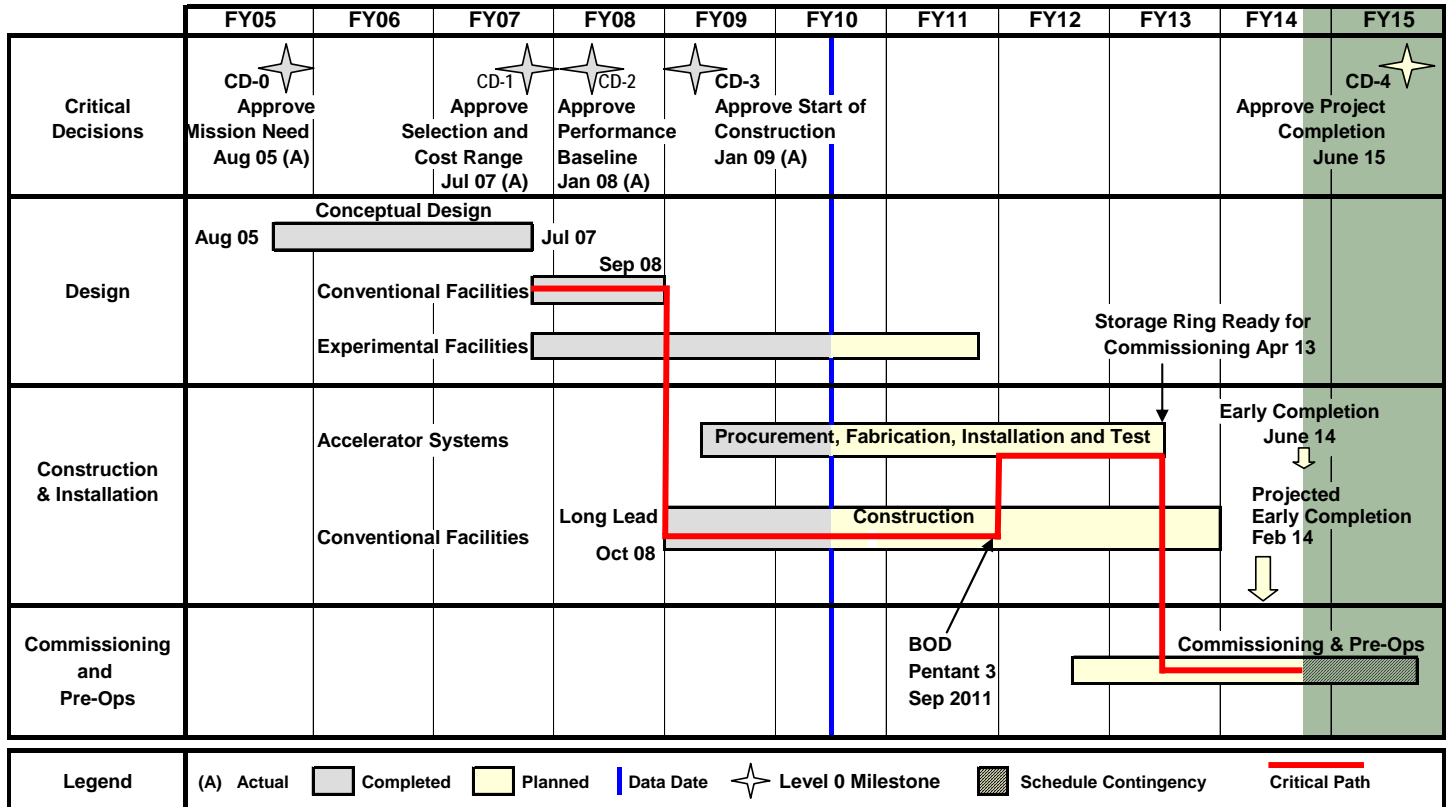 FY05 FY06 FY07 FY08 FY09 FY10 FY11 FY12 FY13 FY14 FY15
Critical
Decisions
CD-0
Approve
Mission Need
Aug 05 (A)
CD-1
Approve
Selection and
Cost Range
Jul 07 (A)
CD-2
Approve
Performance
Baseline
Jan 08 (A)
CD-3
Approve Start of
Construction
Jan 09 (A)
CD-4
Approve Project
Completion
June 15
Design
Conceptual Design
Aug 05
Jul 07
Sep 08
Conventional Facilities
Experimental Facilities
Storage Ring Ready for
Commissioning Apr 13
Construction
& Installation
Accelerator Systems
Procurement, Fabrication, Installation and Test
Early Completion
June 14
Conventional Facilities
Long Lead
Oct 08
Construction
Projected
Early Completion
Feb 14
Commissioning
and
Pre-Ops
BOD
Pentant 3
Sep 2011
Commissioning & Pre-Ops
Legend
(A) Actual
Completed
Planned
Data Date
Level 0 Milestone
Schedule Contingency
Critical Path